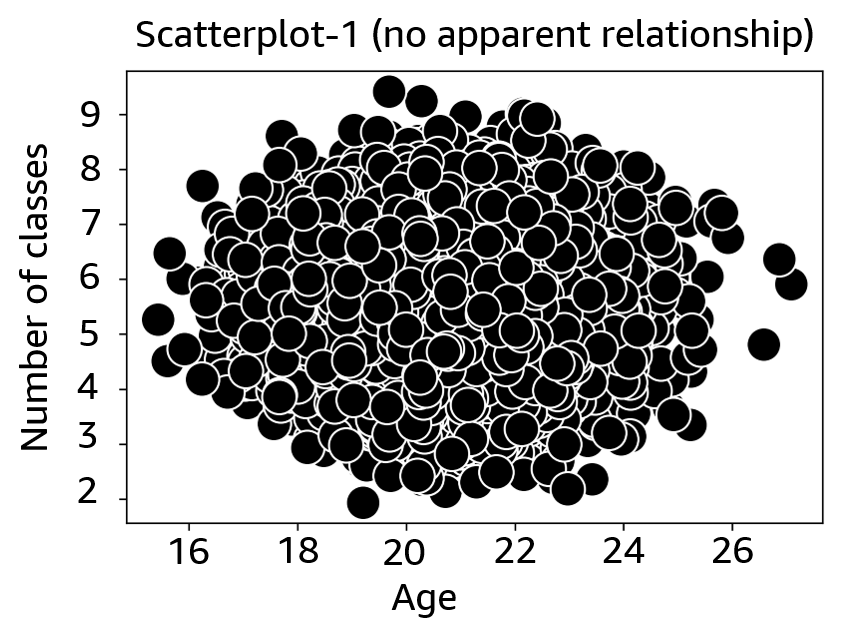 Scatterplot-1 (no apparent relationship)
9
8
7
6
5
4
3
2
Number of classes
16 18 20 22 24 26
Age